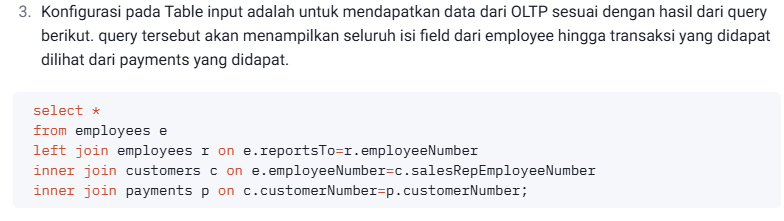 3. Konfigurasi pada Table input adalah untuk mendapatkan data dari OLTP sesuai dengan hasil dari query
berikut. query tersebut akan menampilkan seluruh isi field dari employee hingga transaksi yang didapat
dilihat dari payments yang didapat.
select *
from employees e
left join employees r on e.reportsTo=r.employeeNumber
inner join customers c on e.employeeNumber=c.salesRepEmployeeNumber
inner join payments p on c.customerNumber=p.customerNumber;